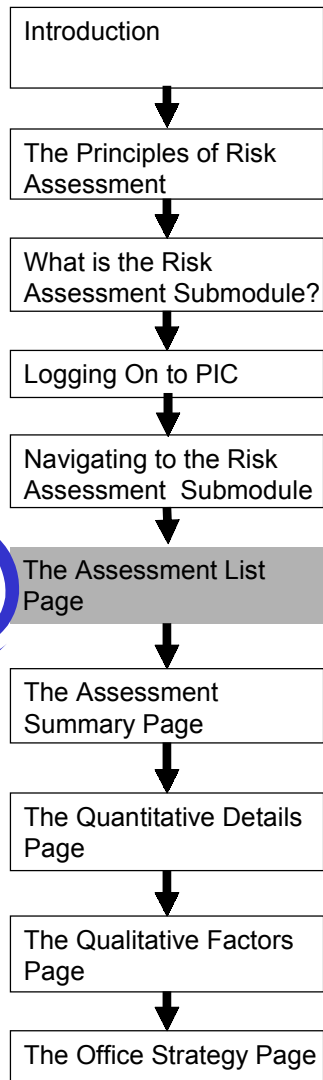 Introduction
The Principles of Risk
Assessment
What is the Risk
Assessment Submodule?
Logging On to PIC
Navigating to the Risk
Assessment Submodule
The Assessment List
Page
The Assessment
Summary Page
The Quantitative Details
Page
The Qualitative Factors
Page
The Office Strategy Page